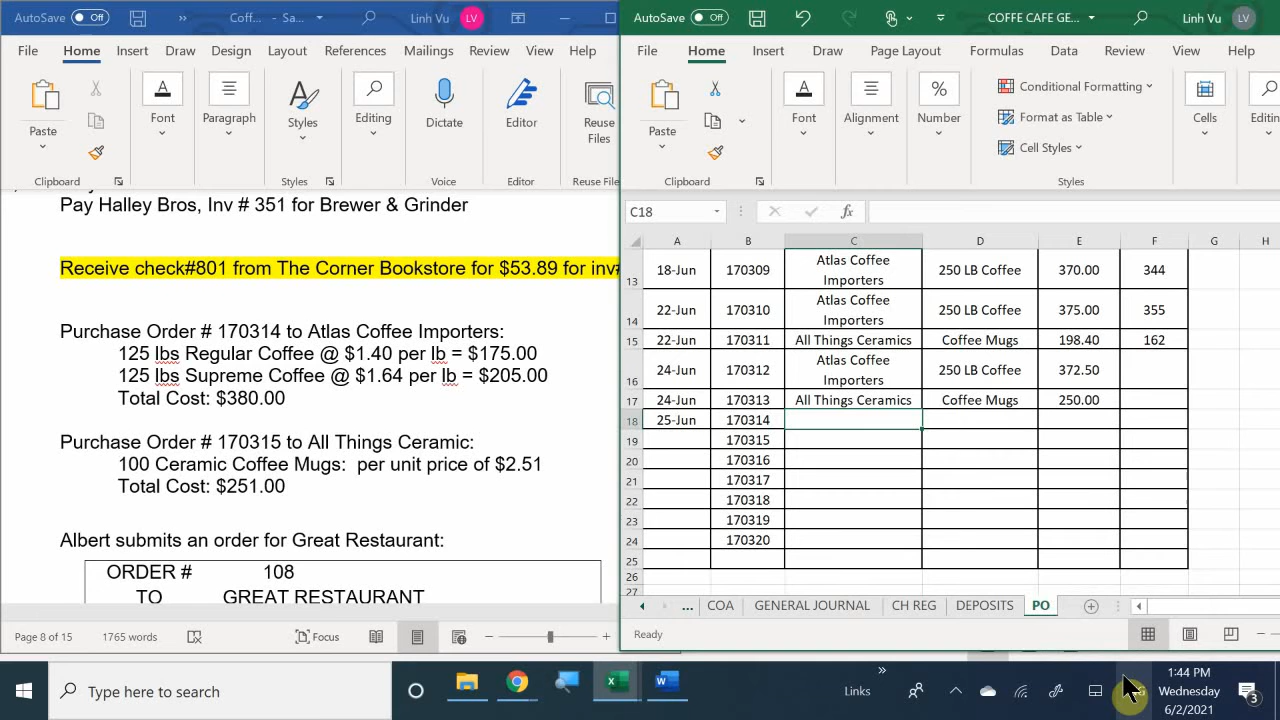 AutoSave Off » Coff... - Sa... Linh Vu LV
File Home Insert Draw Design Layout References Mailings Review View Help
Paste
Font
Paragraph
Styles
Editing
Dictate
Editor
Reuse
Files
Clipboard Styles Voice Editor Reuse File
Pay Halley Bros, Inv # 351 for Brewer & Grinder
Receive check#801 from The Corner Bookstore for $53.89 for inv#
Purchase Order # 170314 to Atlas Coffee Importers:
125 lbs Regular Coffee @ $1.40 per lb = $175.00
125 lbs Supreme Coffee @ $1.64 per lb = $205.00
Total Cost: $380.00
Purchase Order # 170315 to All Things Ceramic:
100 Ceramic Coffee Mugs:  per unit price of $2.51
Total Cost: $251.00
Albert submits an order for Great Restaurant:
ORDER # 108
TO GREAT RESTAURANT
Page 8 of 15 1765 words Focus
AutoSave Off COFFE CAFE GE... Linh Vu LV
File Home Insert Draw Page Layout Formulas Data Review View Help
Paste
Font
Alignment
%
Number
Conditional Formatting
Format as Table
Cell Styles
Cells
Editin
Clipboard Styles
C18 fx
A B C D E F G H
13 18-Jun 170309 Atlas Coffee Importers 250 LB Coffee 370.00 344
14 22-Jun 170310 Atlas Coffee Importers 250 LB Coffee 375.00 355
15 22-Jun 170311 All Things Ceramics Coffee Mugs 198.40 162
16 24-Jun 170312 Atlas Coffee Importers 250 LB Coffee 372.50
17 24-Jun 170313 All Things Ceramics Coffee Mugs 250.00
18 25-Jun 170314
19 170315
20 170316
21 170317
22 170318
23 170319
24 170320
25
26
27
... COA GENERAL JOURNAL CH REG DEPOSITS PO
Ready
Type here to search
Links »
1:44 PM
Wednesday
6/2/2021
3